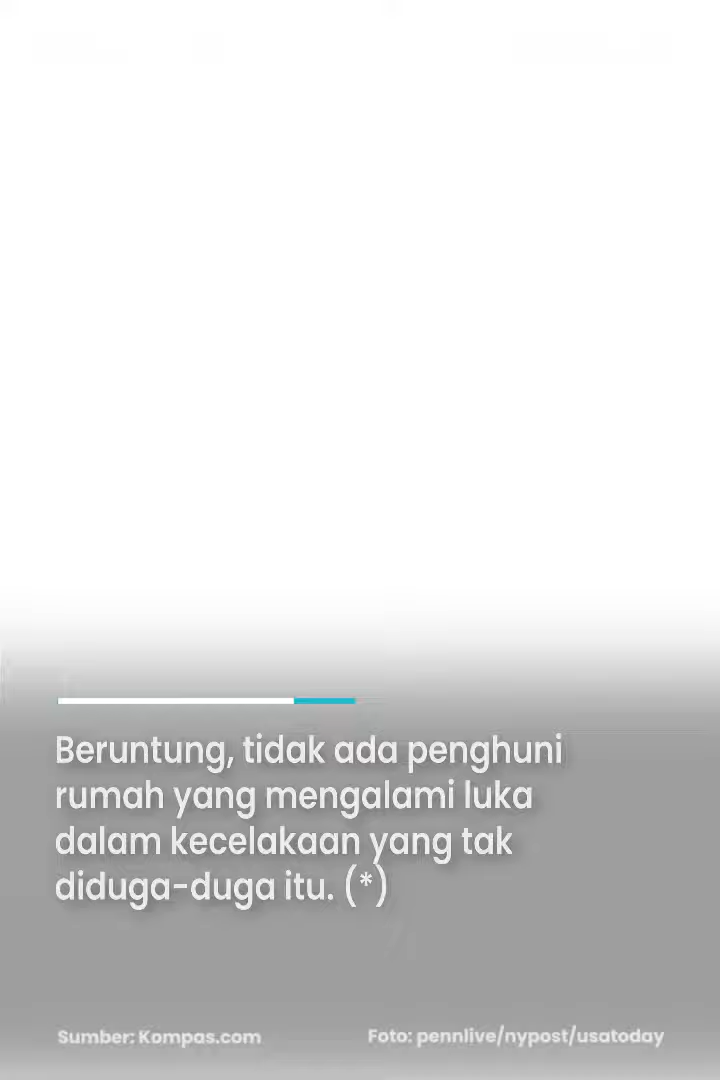 Beruntung, tidak ada penghuni
rumah yang mengalami luka
dalam kecelakaan yang tak
diduga-duga itu. (*)
Sumber: Kompas.com
Foto: pennlive/nypost/usatoday